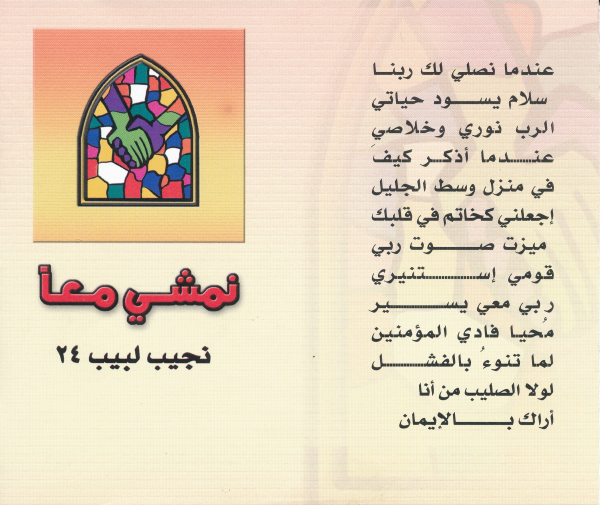 عندما نصلي لك ربنا
سلام يسود حياتي
الرب نوري وخلاصي
عندما أذكر كيفَ
في منزل وسط الجليل
إجعلني كخاتم في قلبك
ميزت صوت ربي
قومي إستنيري
ربي معي يسير
مُحيا فادي المؤمنين
لما تنوءُ بالفشل
لولا الصليب من أنا
أراك بالإيمان
نمشي معاً
نجيب لبيب ٢٤